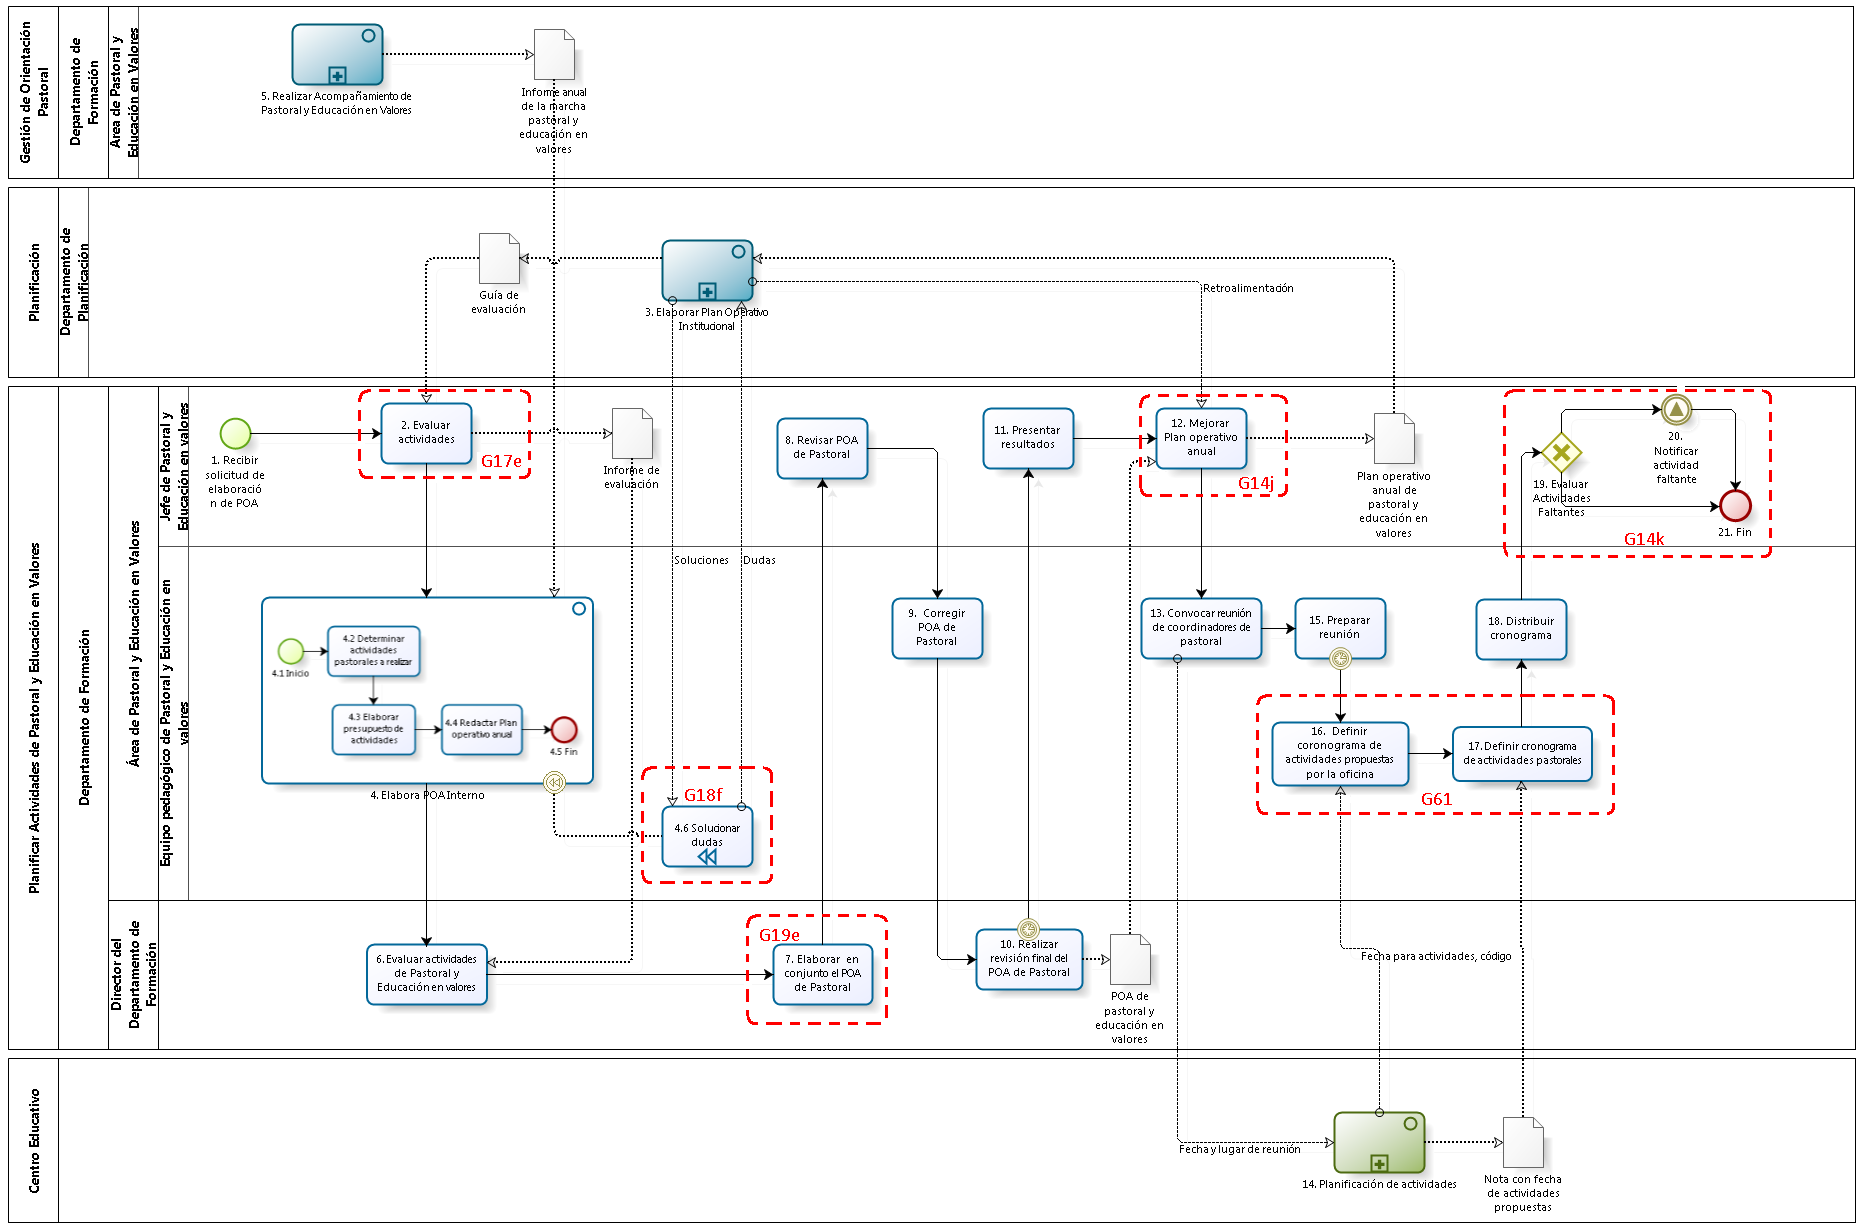 Gestión de Orientación
Pastoral
Departamento de
Formación
Área de Pastoral y
Educación en Valores
5. Realizar Acompañamiento de
Pastoral y Educación en Valores
Informe anual
de la marcha
pastoral y
educación en
valores
Planificación
Departamento de
Planificación
Guía de
evaluación
3. Elaborar Plan Operativo
Institucional
Retroalimentación
Planificar Actividades de Pastoral y Educación en Valores
Departamento de Formación
Área de Pastoral y Educación en Valores
Jefe de Pastoral y
Educación en valores
1. Recibir
solicitud de
elaboració
n de POA
2. Evaluar
actividades
G17e
Informe de
evaluación
8. Revisar POA
de Pastoral
11. Presentar
resultados
12. Mejorar
Plan operativo
anual
G14j
Plan operativo
anual de
pastoral y
educación en
valores
19. Evaluar
Actividades
Faltantes
20.
Notificar
actividad
faltante
21. Fin
G14k
Soluciones
Dudas
Equipo pedagógico de Pastoral y Educación en
valores
4.1 Inicio
4.2 Determinar
actividades
pastorales a realizar
4.3 Elaborar
presupuesto de
actividades
4.4 Redactar Plan
operativo anual
4.5 Fin
4. Elabora POA Interno
G18f
4.6 Solucionar
dudas
9. Corregir
POA de
Pastoral
13. Convocar reunión
de coordinadores de
pastoral
15. Preparar
reunión
18. Distribuir
cronograma
16. Definir
coronograma de
actividades propuestas
por la oficina
17. Definir cronograma
de actividades pastorales
G61
Director del
Departamento de
Formación
6. Evaluar actividades
de Pastoral y
Educación en valores
G19e
7. Elaborar en
conjunto el POA
de Pastoral
10. Realizar
revisión final del
POA de Pastoral
POA de
pastoral y
educación en
valores
Fecha para actividades, código
Centro Educativo
Fecha y lugar de reunión
14. Planificación de actividades
Nota con fecha
de actividades
propuestas